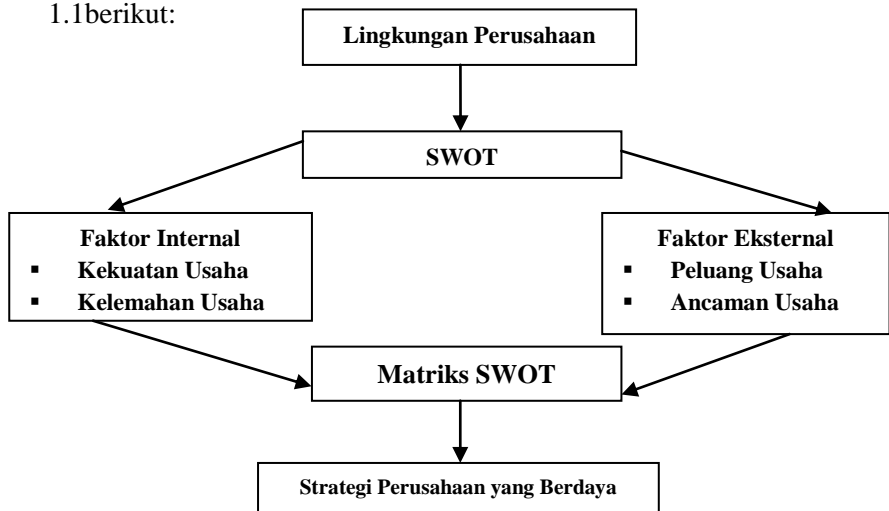 1.1berikut:
Lingkungan Perusahaan
SWOT
Faktor Internal
▪ Kekuatan Usaha
▪ Kelemahan Usaha
Faktor Eksternal
▪ Peluang Usaha
▪ Ancaman Usaha
Matriks SWOT
Strategi Perusahaan yang Berdaya